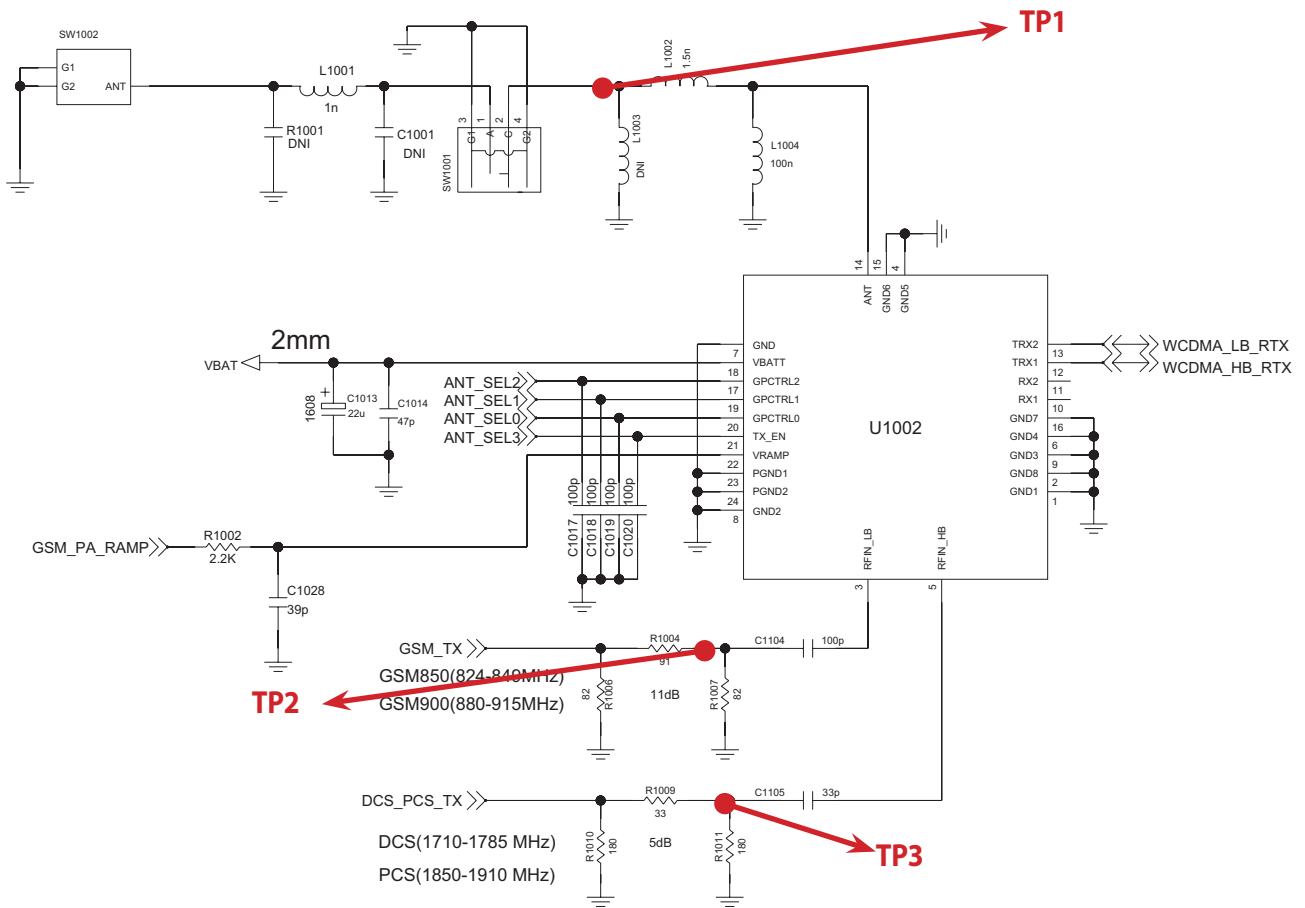 TP1
SW1002
G1
G2
ANT
L1001
1n
R1001
DNI
C1001
DNI
3
1
2
4
G1
A
C
G2
SW1001
L1002
1.5n
L1003
DNI
L1004
100n
14
15
4
ANT
GND6
GND5
VBAT
2mm
1608
+
C1013
22u
C1014
47p
ANT_SEL2
ANT_SEL1
ANT_SEL0
ANT_SEL3
GND
7
VBATT
18
GPCTRL2
17
GPCTRL1
19
GPCTRL0
20
TX_EN
21
VRAMP
22
PGND1
23
PGND2
24
GND2
8
U1002
TRX2
13
TRX1
12
RX2
11
RX1
10
GND7
16
GND4
6
GND3
9
GND8
2
GND1
1
WCDMA_LB_RTX
WCDMA_HB_RTX
100p
100p
100p
100p
C1017
C1018
C1019
C1020
RFIN_LB
RFIN_HB
3
5
GSM_PA_RAMP
R1002
2.2K
C1028
39p
GSM_TX
R1004
91
C1104
100p
GSM850(824-849MHz)
GSM900(880-915MHz)
82
R1006
11dB
R1007
82
TP2
DCS_PCS_TX
R1009
33
C1105
33p
DCS(1710-1785 MHz)
PCS(1850-1910 MHz)
R1010
180
5dB
R1011
180
TP3